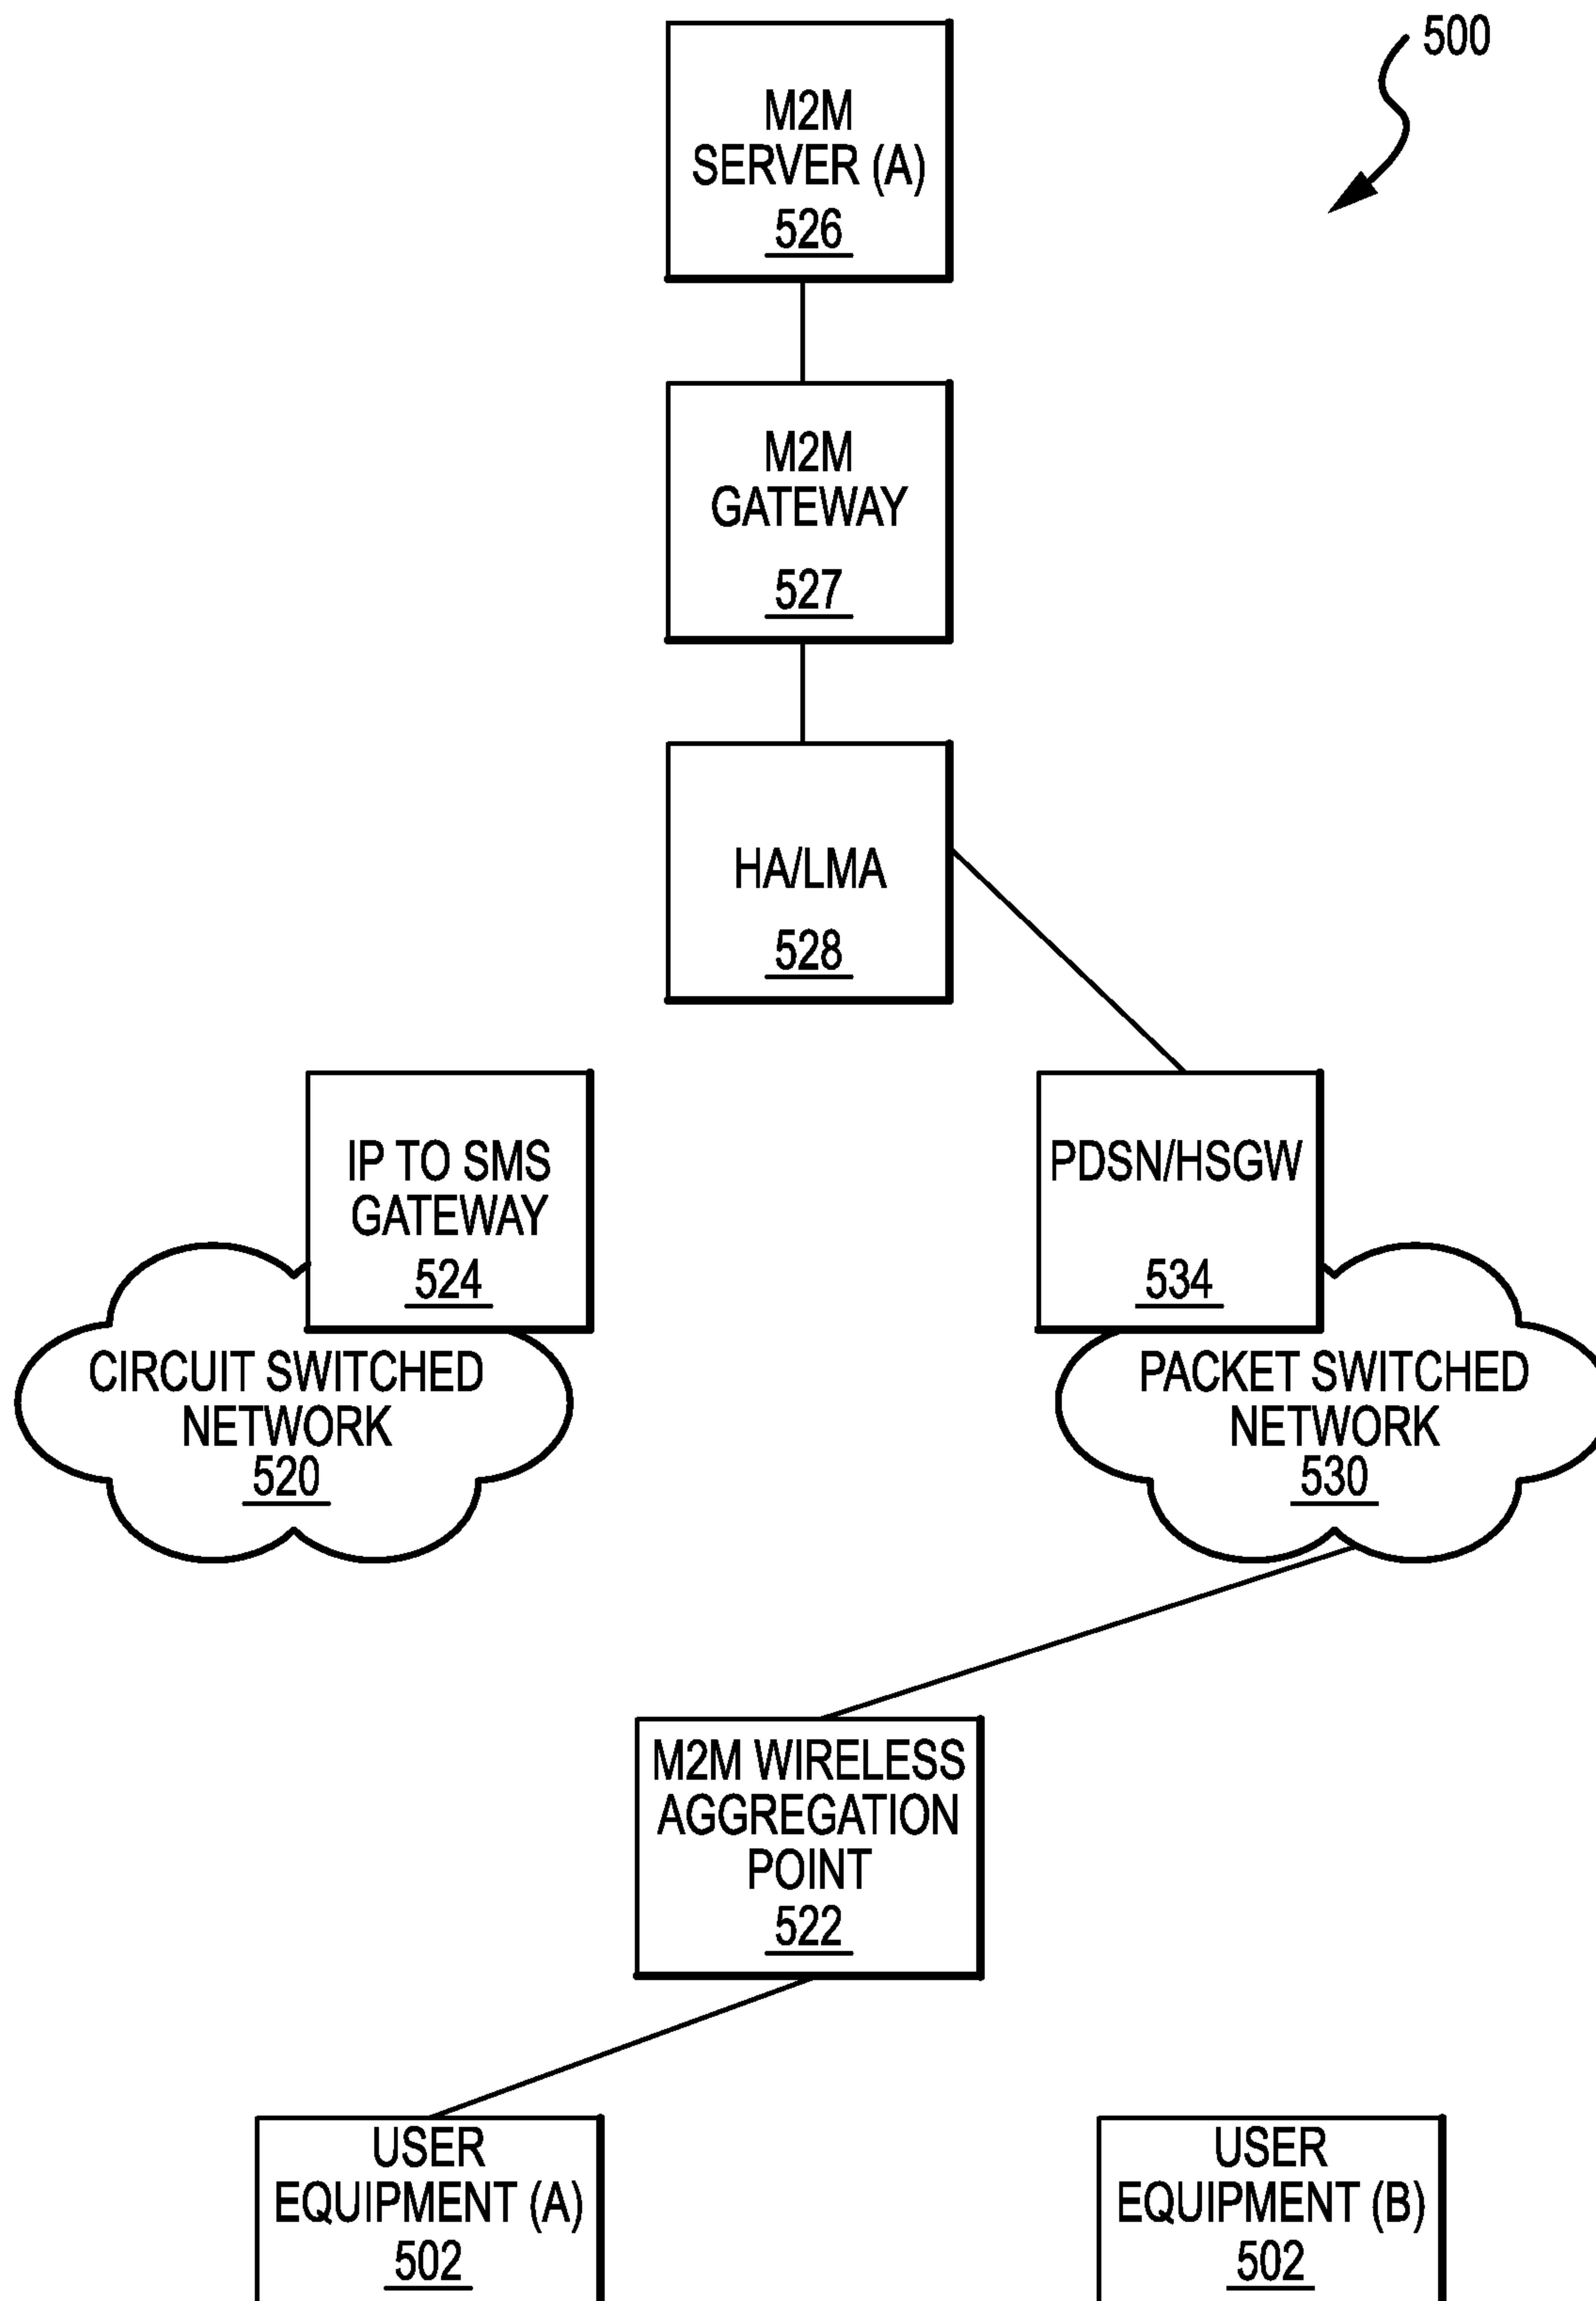 500
M2M
SERVER (A)
526
M2M
GATEWAY
527
HA/LMA
528
IP TO SMS
GATEWAY
524
PDSN/HSGW
534
CIRCUIT SWITCHED
NETWORK
520
PACKET SWITCHED
NETWORK
530
M2M WIRELESS
AGGREGATION
POINT
522
USER
EQUIPMENT (A)
502
USER
EQUIPMENT (B)
502